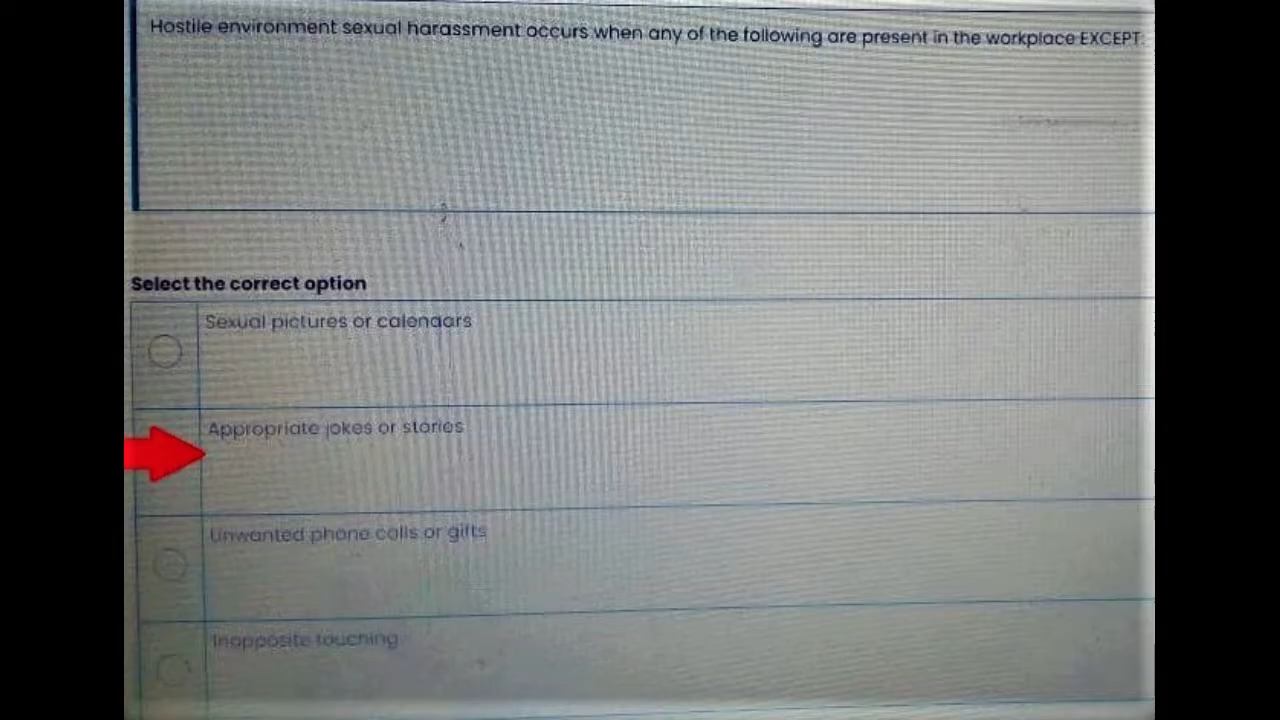 Hostile environment sexual harassment occurs when any of the following are present in the workplace EXCEPT:
Select the correct option
Sexual pictures or calendars
Appropriate jokes or stories
Unwanted phone calls or gifts
Inapposite touching